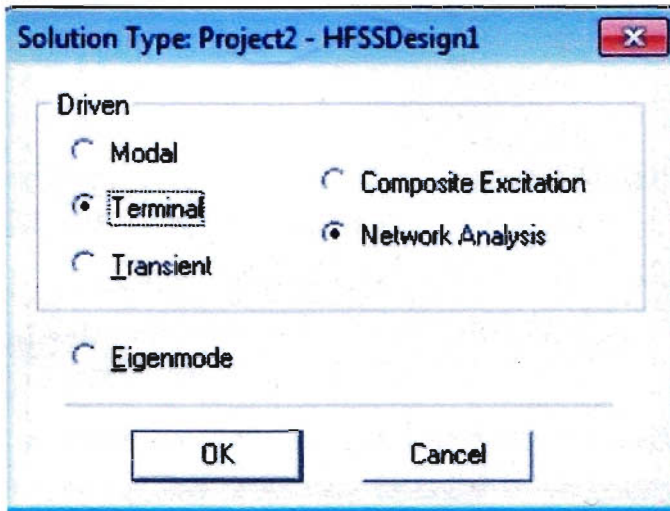 Solution Type: Project2 - HFSSDesign1
Driven
Modal
Terminal
Transient
Composite Excitation
Network Analysis
Eigenmode
OK
Cancel